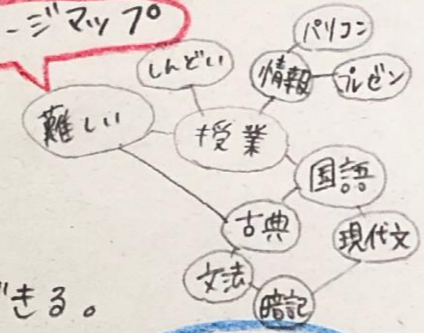 ージマップ
パソコン
しんどい
情報
プレゼン
難しい
授業
国語
古典
現代文
文法
暗記
できる。